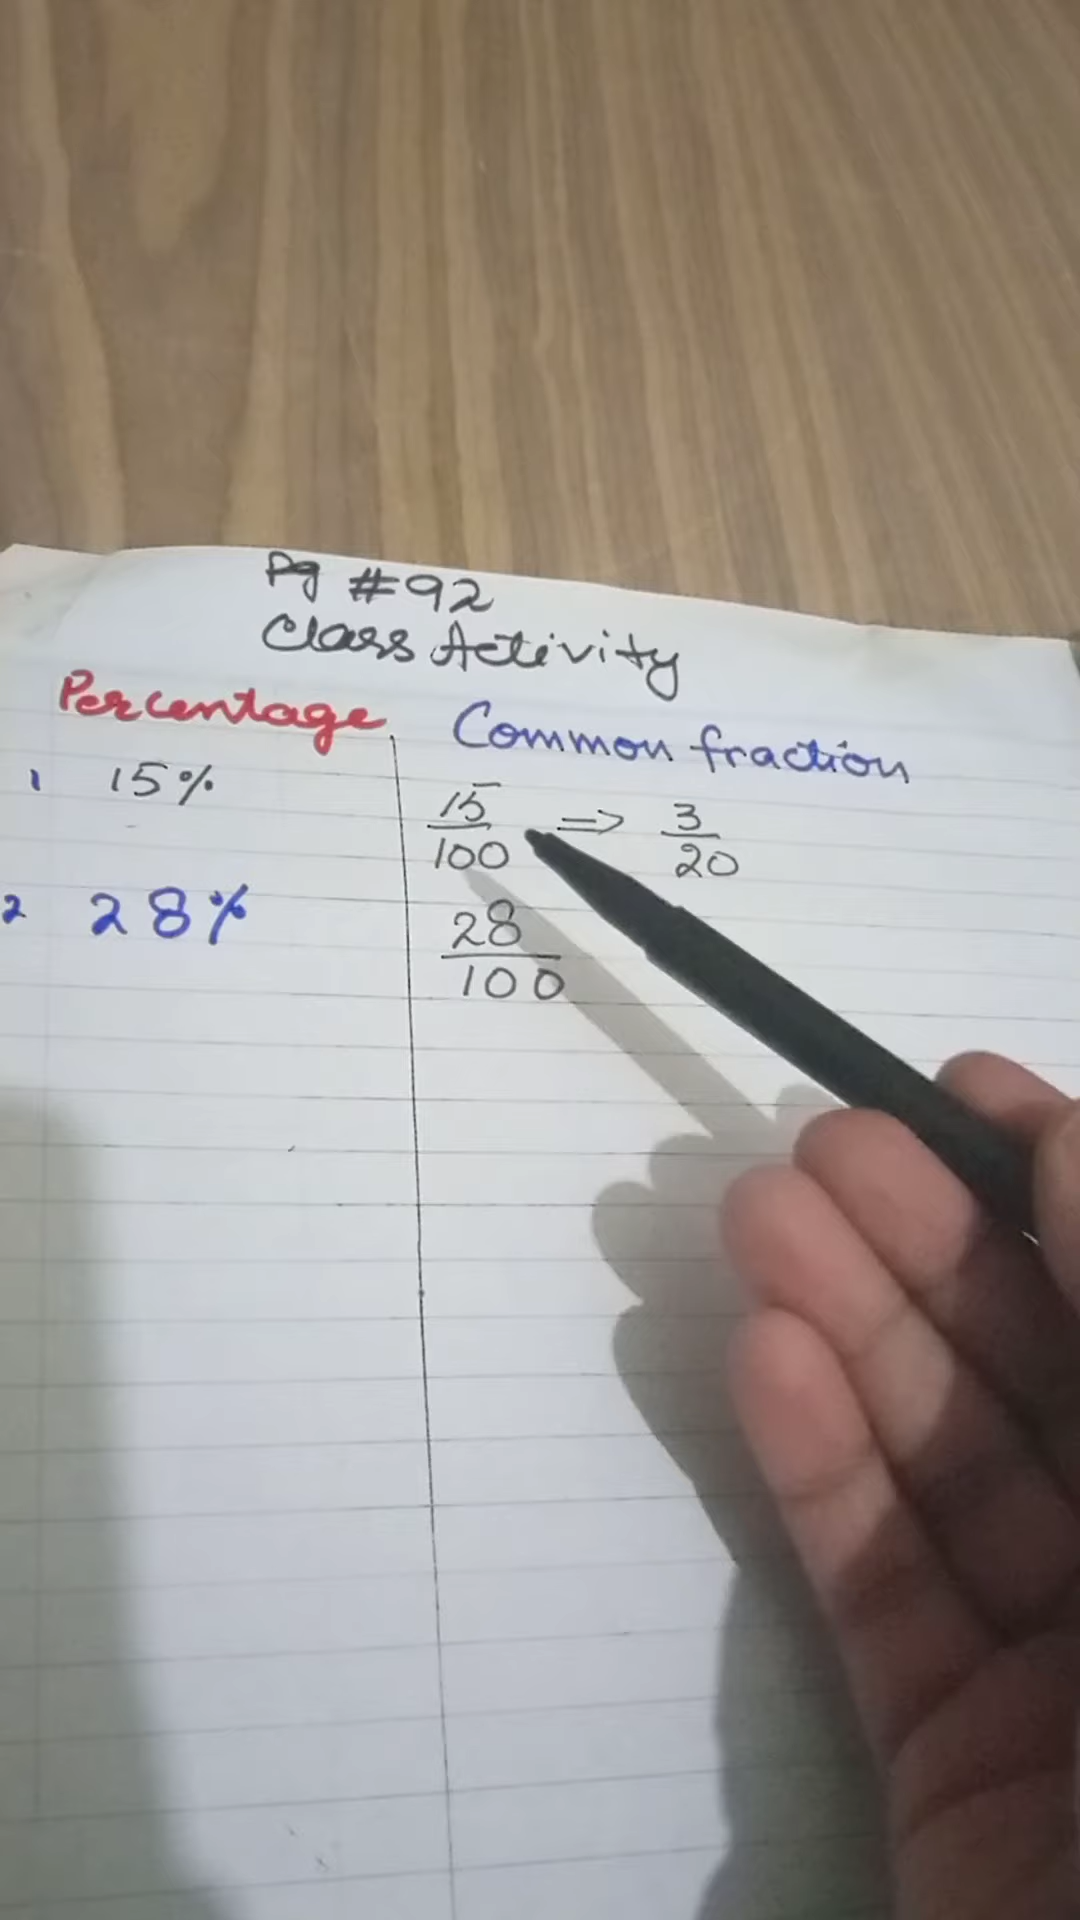 Pg #92
Class Activity
Percentage Common fraction
1 15% 15/100 => 3/20
2 28% 28/100